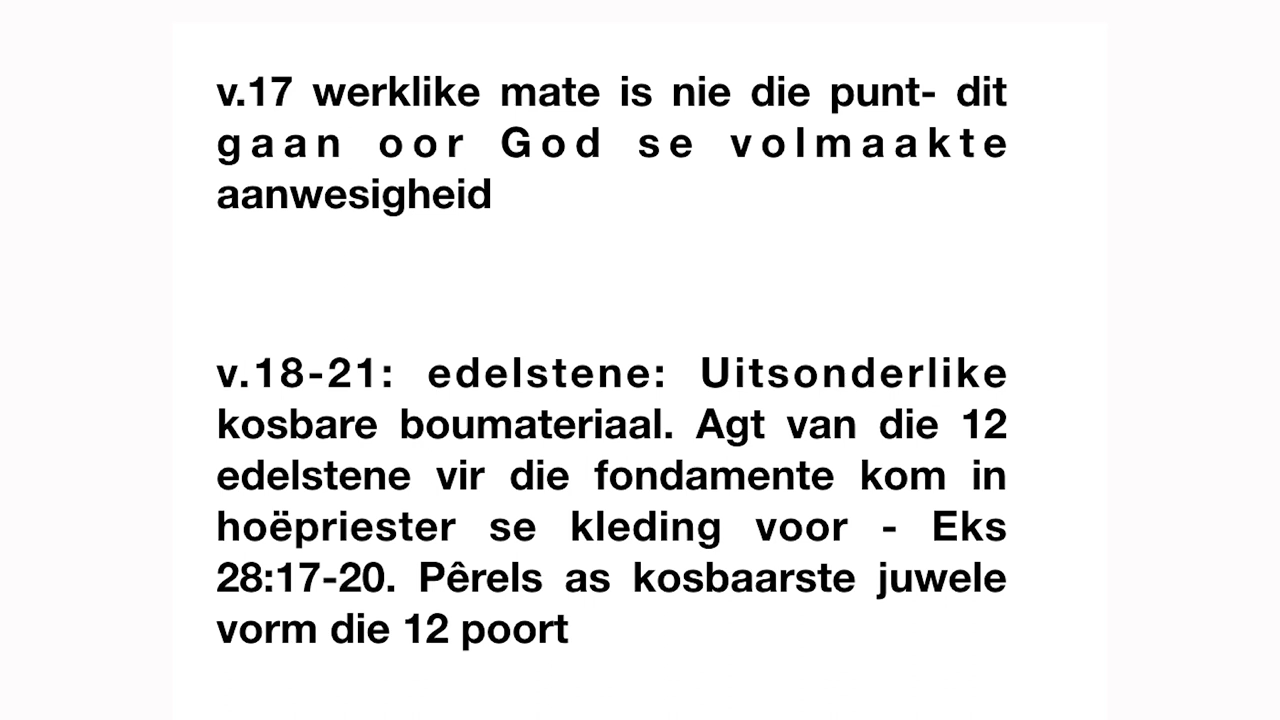 v.17 werklike mate is nie die punt- dit
gaan oor God se volmaakte
aanwesigheid
v.18-21: edelstene: Uitsonderlike
kosbare boumateriaal. Agt van die 12
edelstene vir die fondamente kom in
hoëpriester se kleding voor - Eks
28:17-20. Pêrels as kosbaarste juwele
vorm die 12 poort